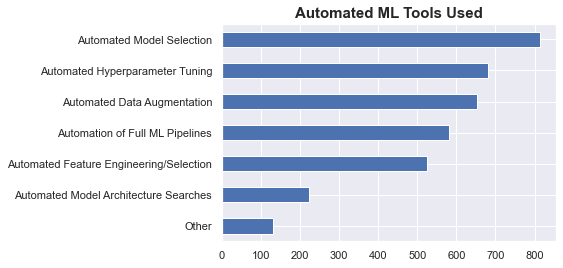 Automated ML Tools Used
Automated Model Selection
Automated Hyperparameter Tuning
Automated Data Augmentation
Automation of Full ML Pipelines
Automated Feature Engineering/Selection
Automated Model Architecture Searches
Other
0 100 200 300 400 500 600 700 800